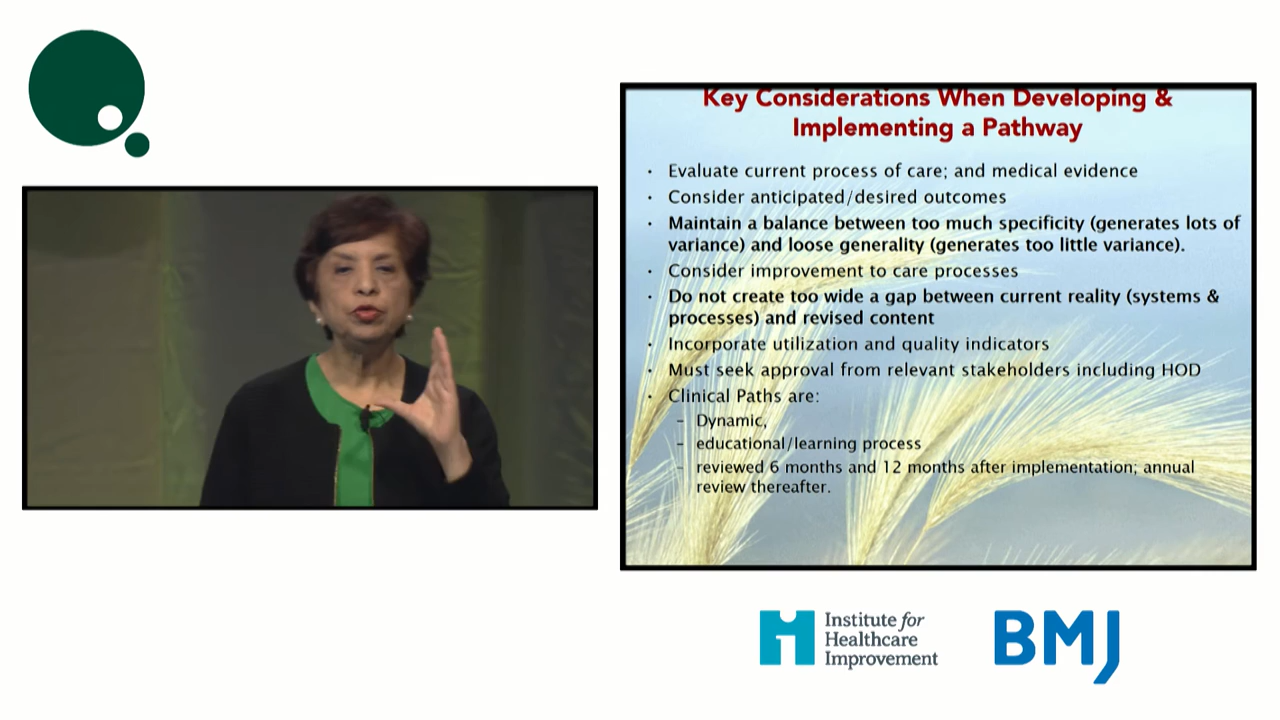 Key Considerations When Developing &
Implementing a Pathway
· Evaluate current process of care; and medical evidence
· Consider anticipated/desired outcomes
· Maintain a balance between too much specificity (generates lots of
variance) and loose generality (generates too little variance).
· Consider improvement to care processes
· Do not create too wide a gap between current reality (systems &
processes) and revised content
· Incorporate utilization and quality indicators
· Must seek approval from relevant stakeholders including HOD
· Clinical Paths are:
– Dynamic,
– educational/learning process
– reviewed 6 months and 12 months after implementation; annual
review thereafter.
Institute for
Healthcare
Improvement
BMJ